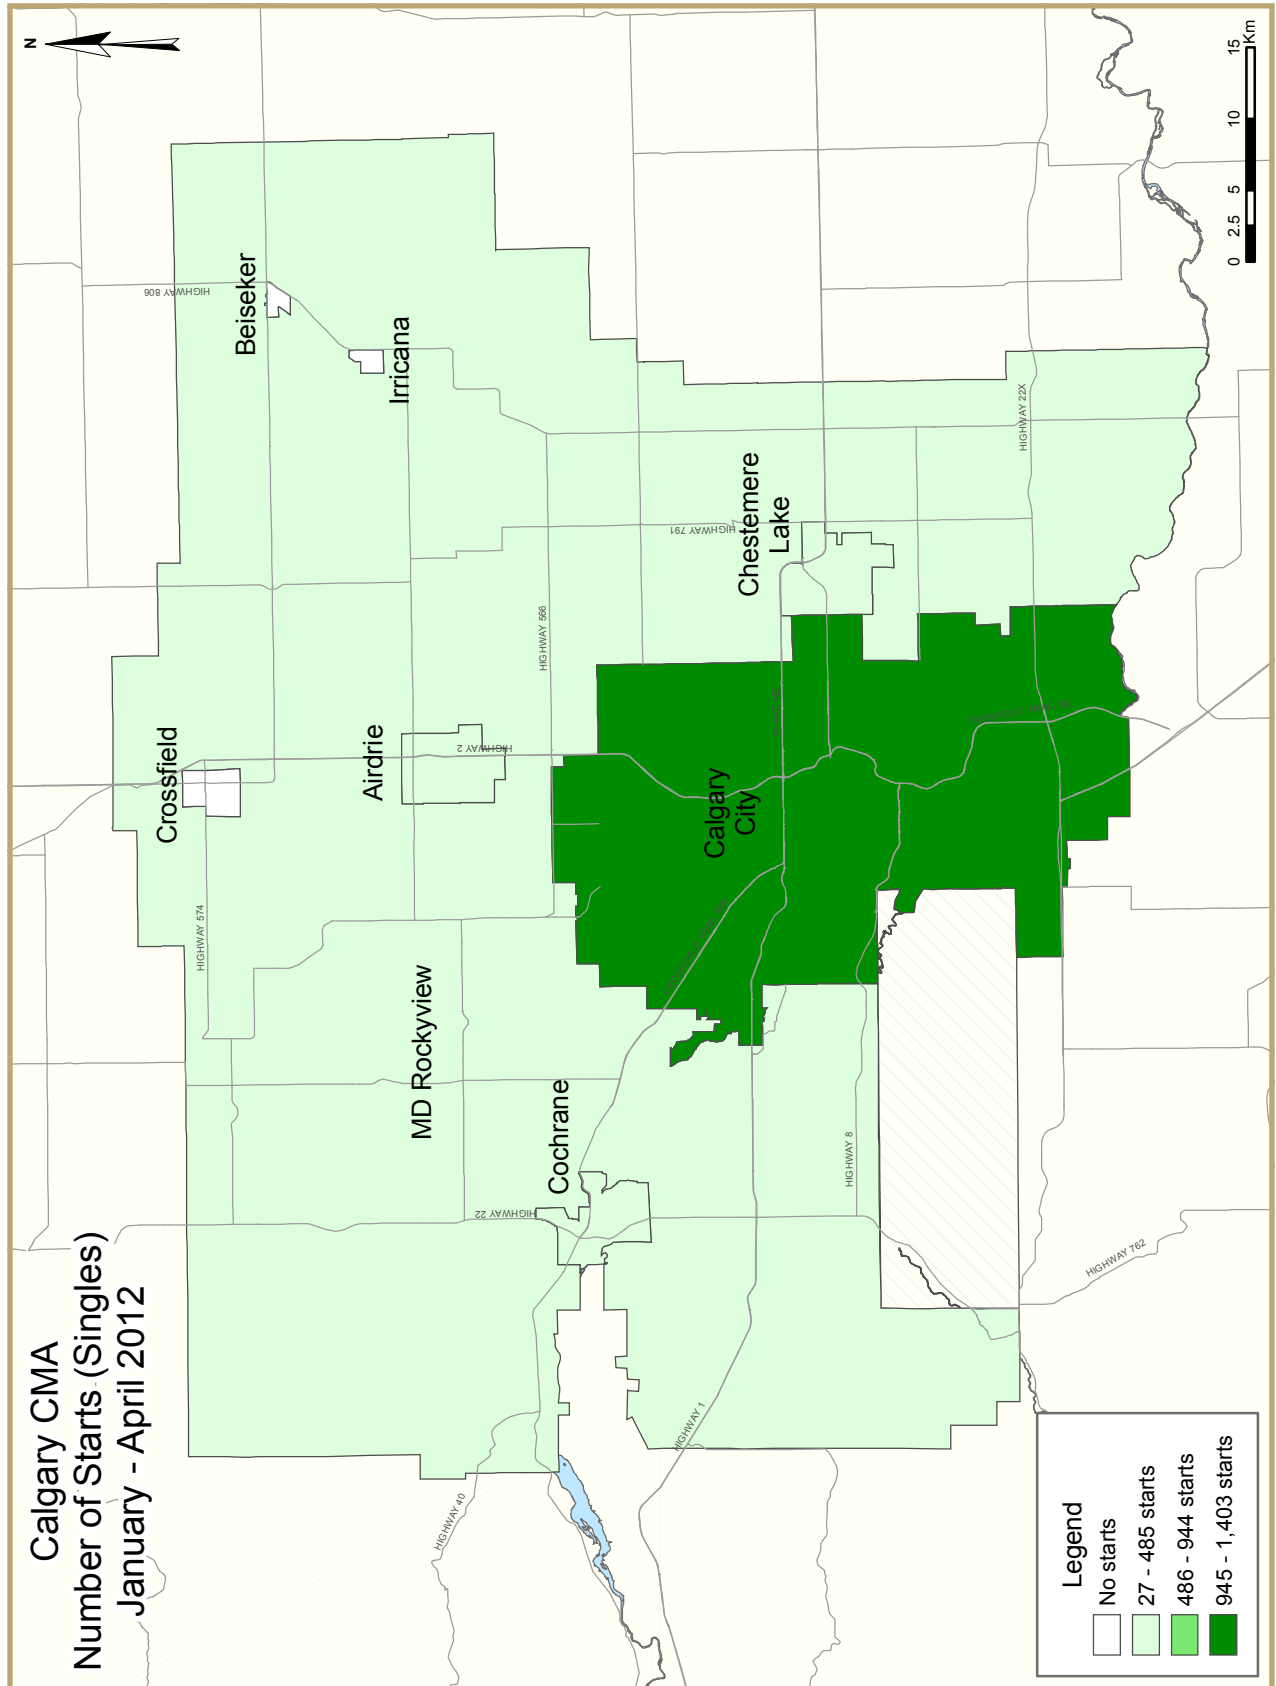 Calgary CMA
Number of Starts (Singles)
January - April 2012
N
Crossfield
Beiseker
Irricana
Airdrie
MD Rockyview
Cochrane
Calgary
City
Chestemere
Lake
HIGHWAY 574
HIGHWAY 806
HIGHWAY 2
HIGHWAY 566
HIGHWAY 22
HIGHWAY 791
HIGHWAY 40
HIGHWAY 1
HIGHWAY 8
HIGHWAY 22X
HIGHWAY 762
Legend
No starts
27 - 485 starts
486 - 944 starts
945 - 1,403 starts
0 2.5 5 10 15
Km